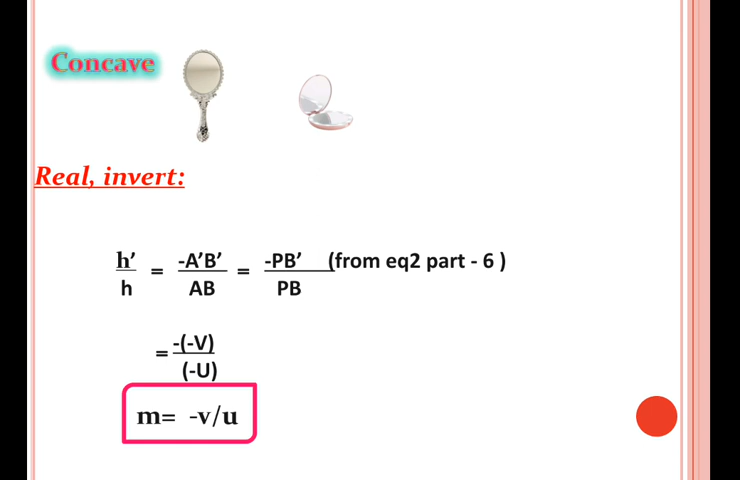 Concave
Real, invert:
h′ = -A′B′ = -PB′ (from eq2 part - 6 )
h AB PB
= -(-V)
(-U)
m= -v/u